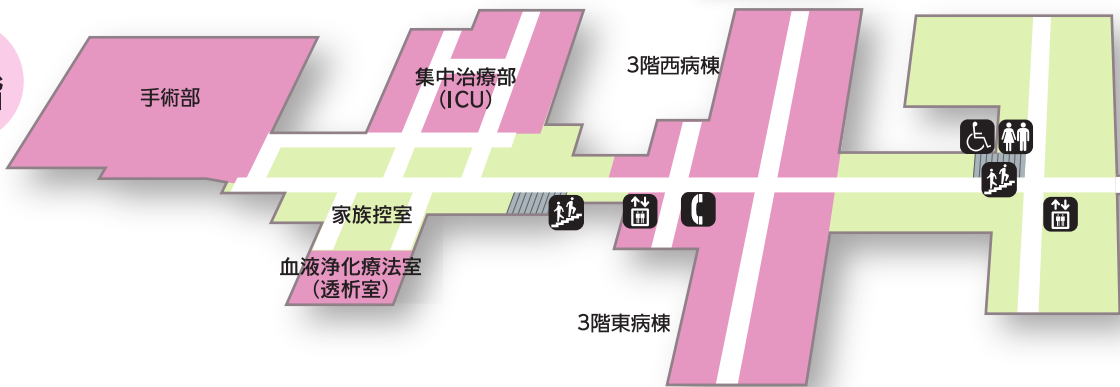 手術部
集中治療部
(ICU)
3階西病棟
家族控室
血液浄化療法室
(透析室)
3階東病棟